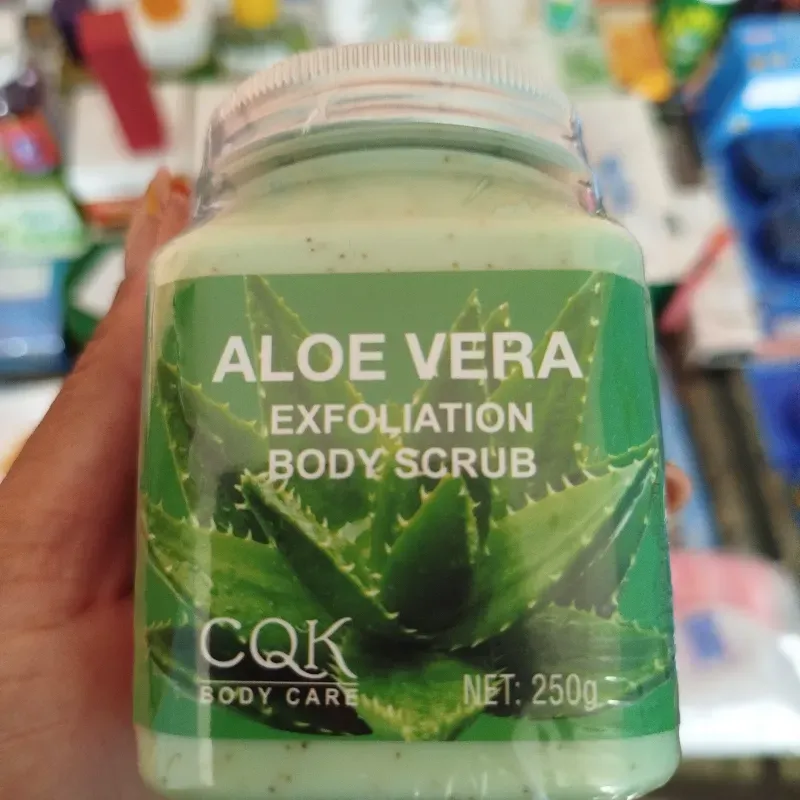 ALOE VERA
EXFOLIATION
BODY SCRUB
CQK
BODY CARE
NET: 250g